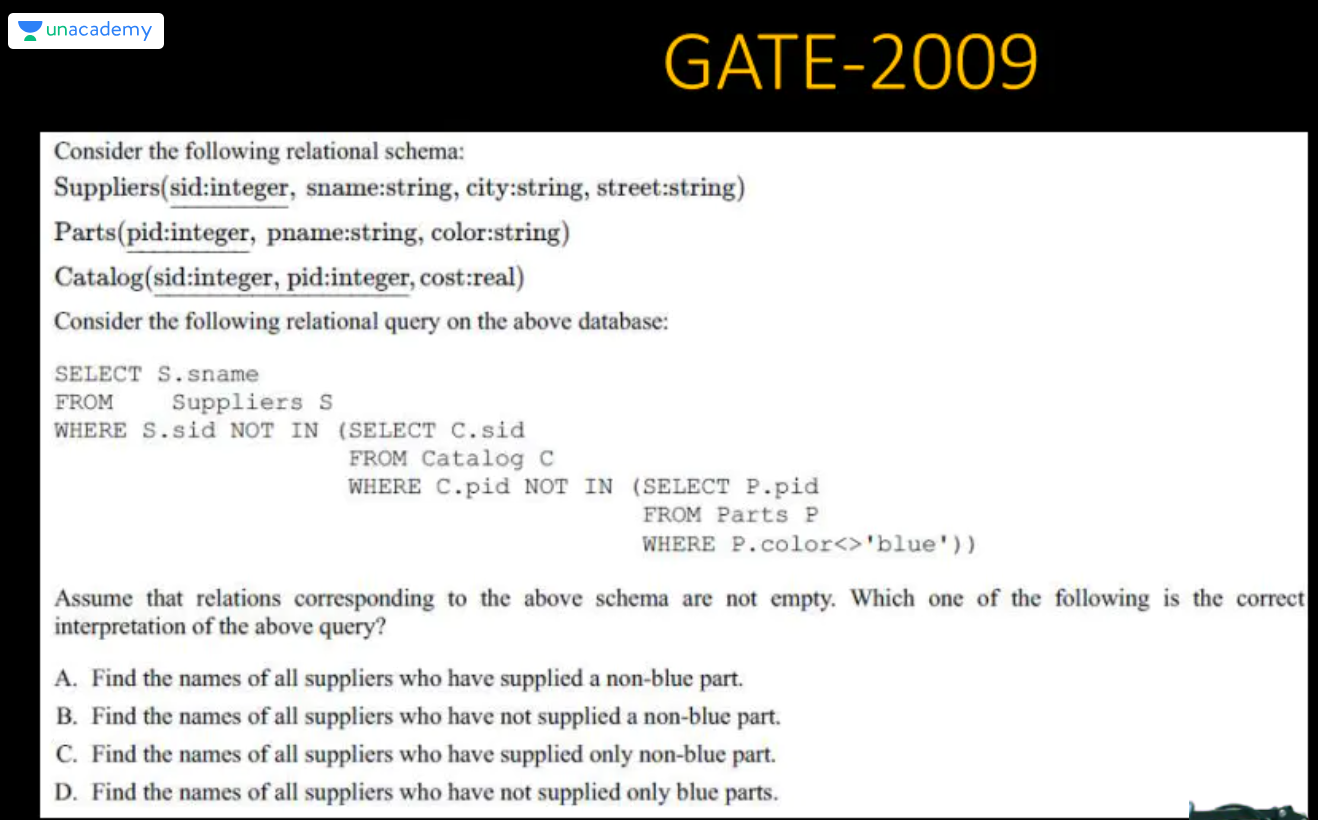 unacademy
GATE-2009
Consider the following relational schema:
Suppliers(sid:integer, sname:string, city:string, street:string)
Parts(pid:integer, pname:string, color:string)
Catalog(sid:integer, pid:integer, cost:real)
Consider the following relational query on the above database:
SELECT S.sname
FROM Suppliers S
WHERE S.sid NOT IN (SELECT C.sid
FROM Catalog C
WHERE C.pid NOT IN (SELECT P.pid
FROM Parts P
WHERE P.color<>'blue'))
Assume that relations corresponding to the above schema are not empty. Which one of the following is the correct
interpretation of the above query?
A. Find the names of all suppliers who have supplied a non-blue part.
B. Find the names of all suppliers who have not supplied a non-blue part.
C. Find the names of all suppliers who have supplied only non-blue part.
D. Find the names of all suppliers who have not supplied only blue parts.